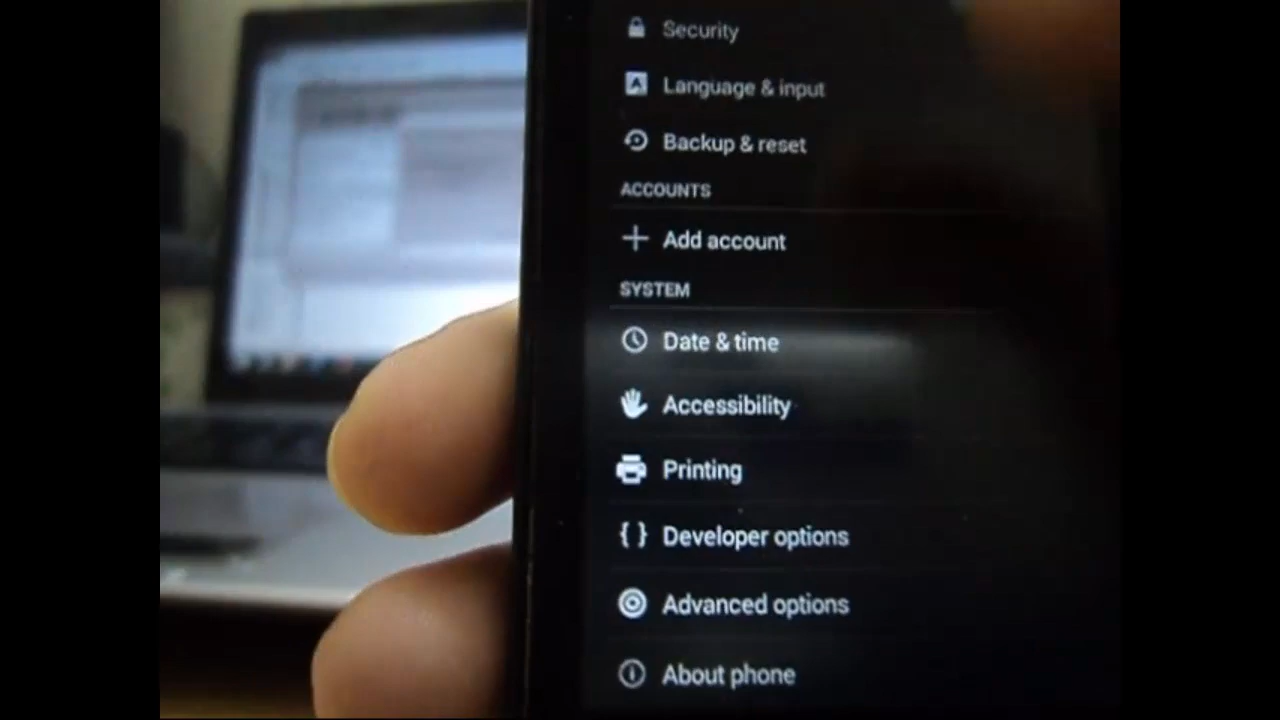 Security
Language & input
Backup & reset
ACCOUNTS
Add account
SYSTEM
Date & time
Accessibility
Printing
Developer options
Advanced options
About phone